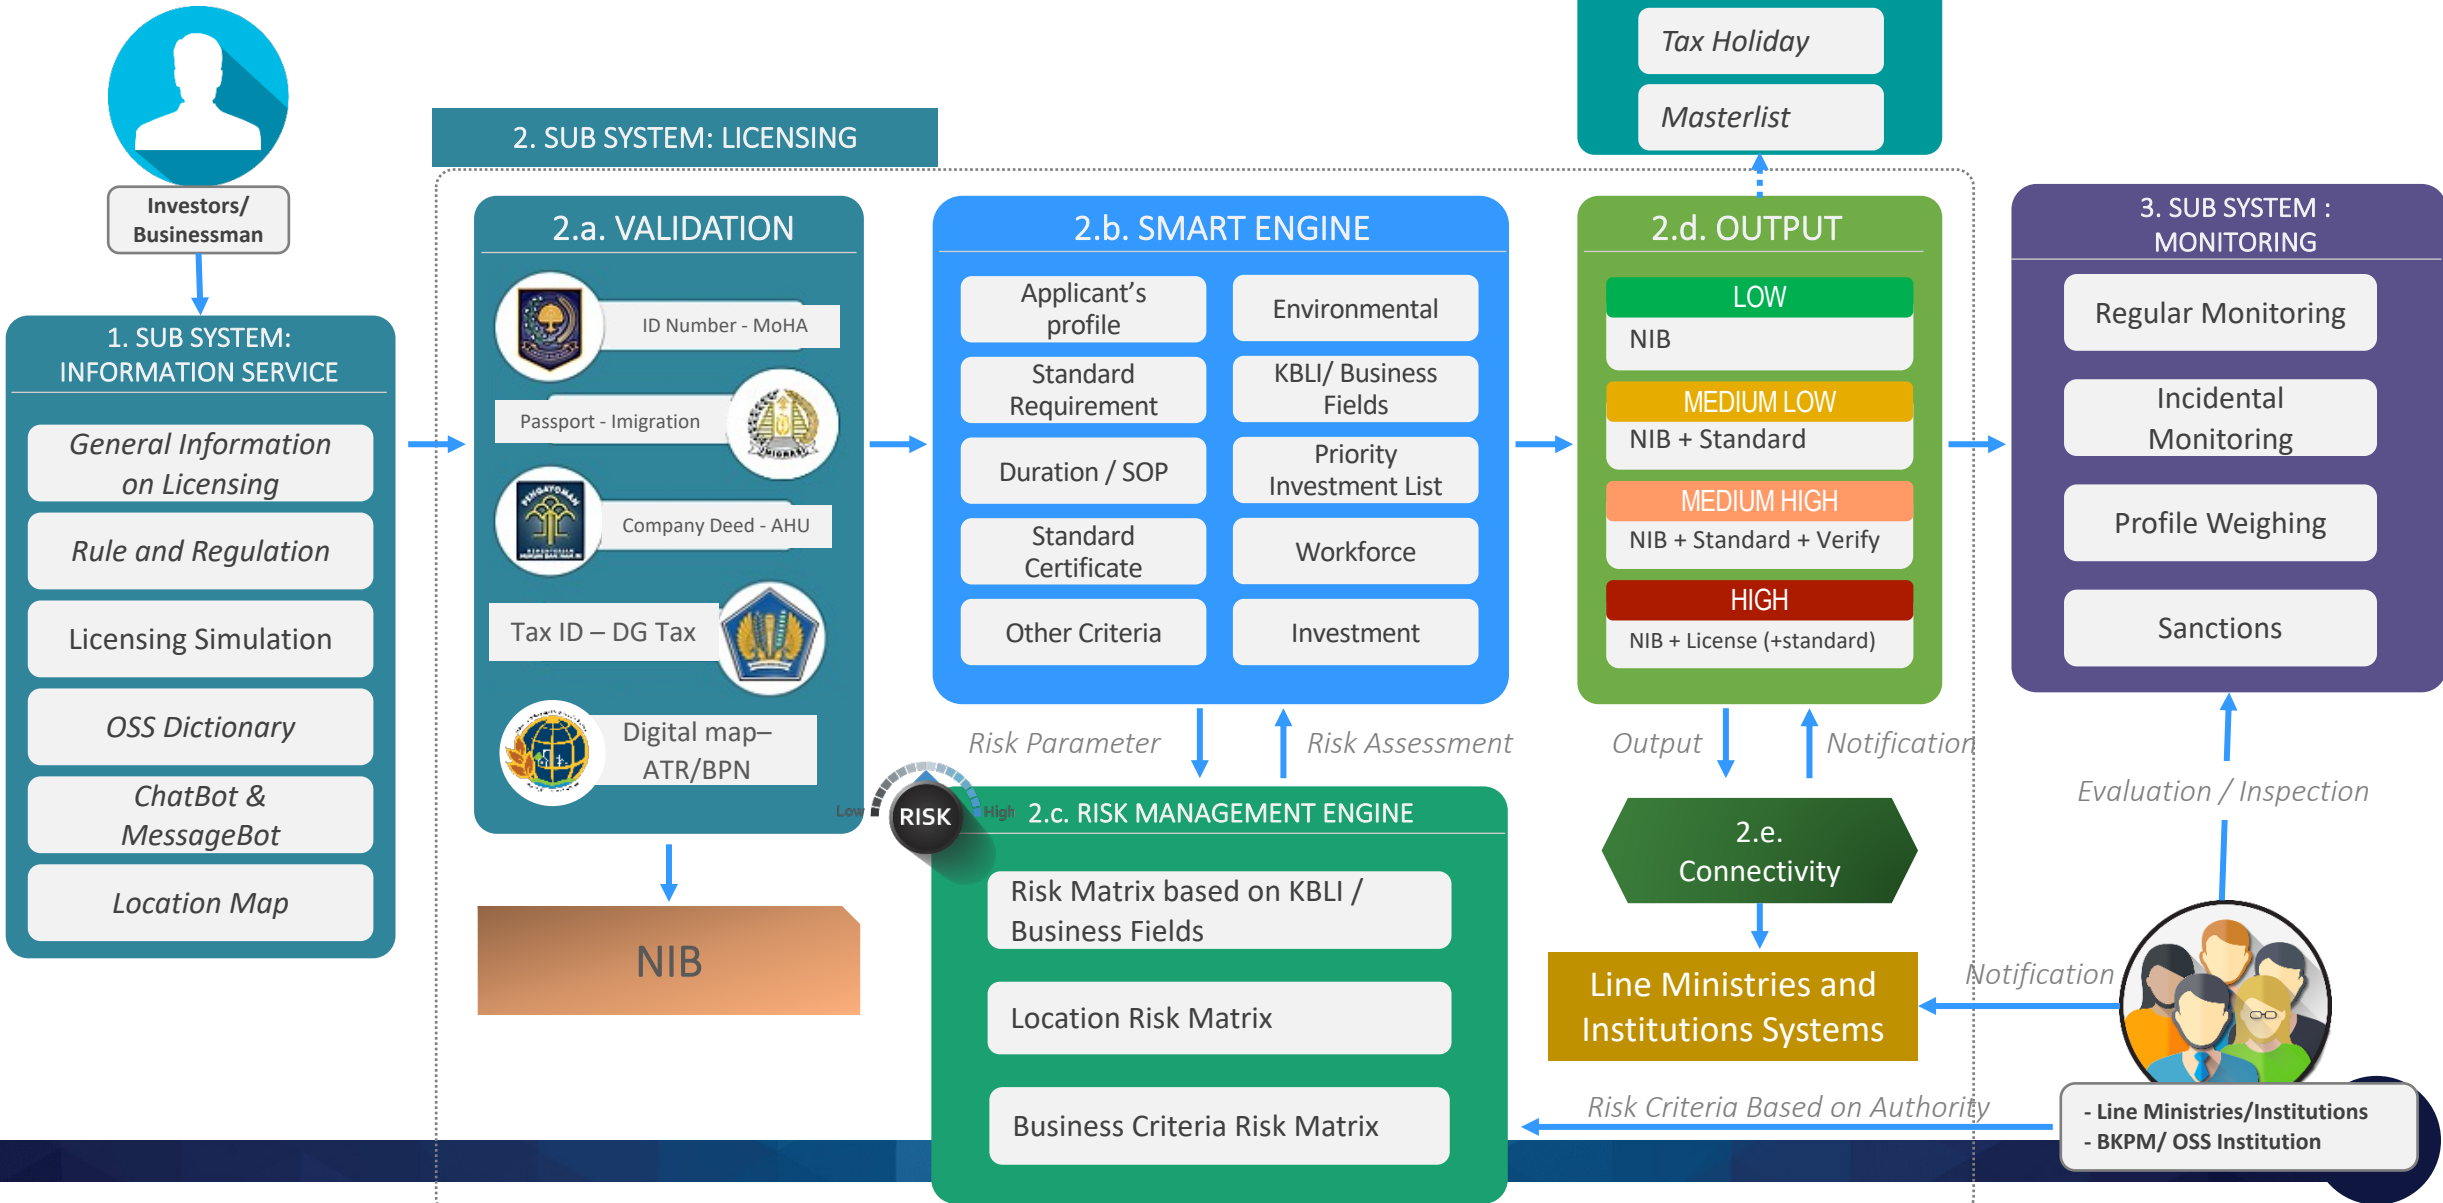 Tax Holiday
Masterlist
2. SUB SYSTEM: LICENSING
Investors/
Businessman
1. SUB SYSTEM:
INFORMATION SERVICE
General Information
on Licensing
Rule and Regulation
Licensing Simulation
OSS Dictionary
ChatBot &
MessageBot
Location Map
2.a. VALIDATION
ID Number - MoHA
Passport - Imigration
IMIGRASI
PENGAYOMAN
Company Deed - AHU
Tax ID – DG Tax
Digital map–
ATR/BPN
NIB
2.b. SMART ENGINE
Applicant's
profile
Environmental
Standard
Requirement
KBLI/ Business
Fields
Duration / SOP
Priority
Investment List
Standard
Certificate
Workforce
Other Criteria
Investment
Risk Parameter
Risk Assessment
Low
RISK
High
2.c. RISK MANAGEMENT ENGINE
Risk Matrix based on KBLI /
Business Fields
Location Risk Matrix
Business Criteria Risk Matrix
2.d. OUTPUT
LOW
NIB
MEDIUM LOW
NIB + Standard
MEDIUM HIGH
NIB + Standard + Verify
HIGH
NIB + License (+standard)
Output
Notification
2.e.
Connectivity
Line Ministries and
Institutions Systems
3. SUB SYSTEM :
MONITORING
Regular Monitoring
Incidental
Monitoring
Profile Weighing
Sanctions
Evaluation / Inspection
Notification
Risk Criteria Based on Authority
- Line Ministries/Institutions
- BKPM/ OSS Institution